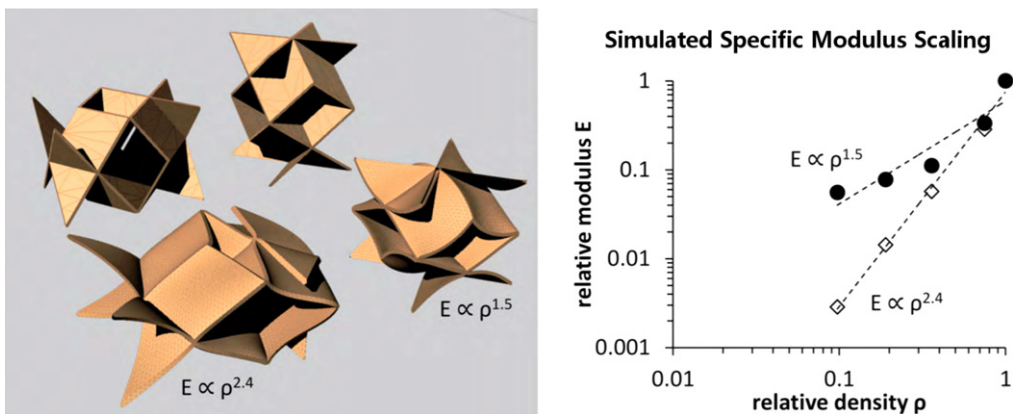 E ∝ ρ1.5
E ∝ ρ2.4
Simulated Specific Modulus Scaling
relative modulus E
1
0.1
0.01
0.001
E ∝ ρ1.5
E ∝ ρ2.4
0.01
0.1
1
relative density ρ